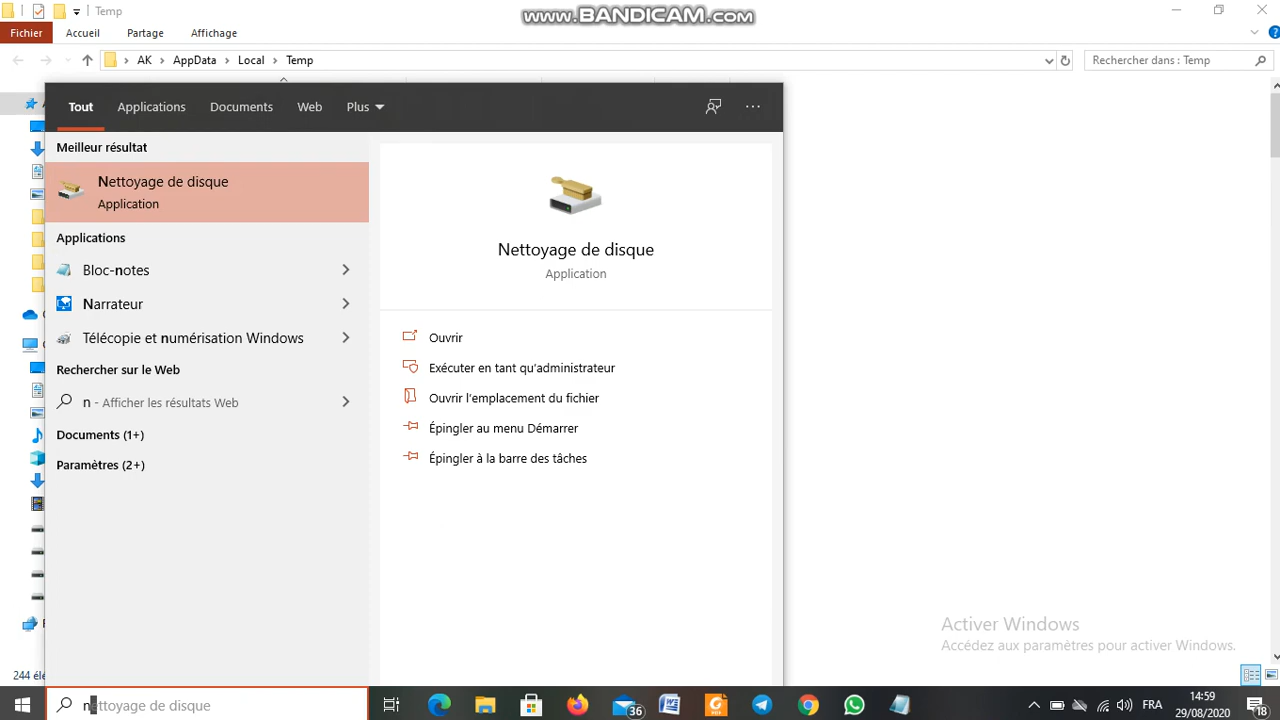 Temp
www.BANDICAM.com
Fichier Accueil Partage Affichage
AK AppData Local Temp
Rechercher dans : Temp
Tout Applications Documents Web Plus
Meilleur résultat
Nettoyage de disque
Application
Applications
Bloc-notes
Narrateur
Télécopie et numérisation Windows
Rechercher sur le Web
n - Afficher les résultats Web
Documents (1+)
Paramètres (2+)
Nettoyage de disque
Application
Ouvrir
Exécuter en tant qu'administrateur
Ouvrir l'emplacement du fichier
Épingler au menu Démarrer
Épingler à la barre des tâches
Activer Windows
Accédez aux paramètres pour activer Windows.
244
nettoyage de disque
36
FRA
14:59
29/08/2020
18